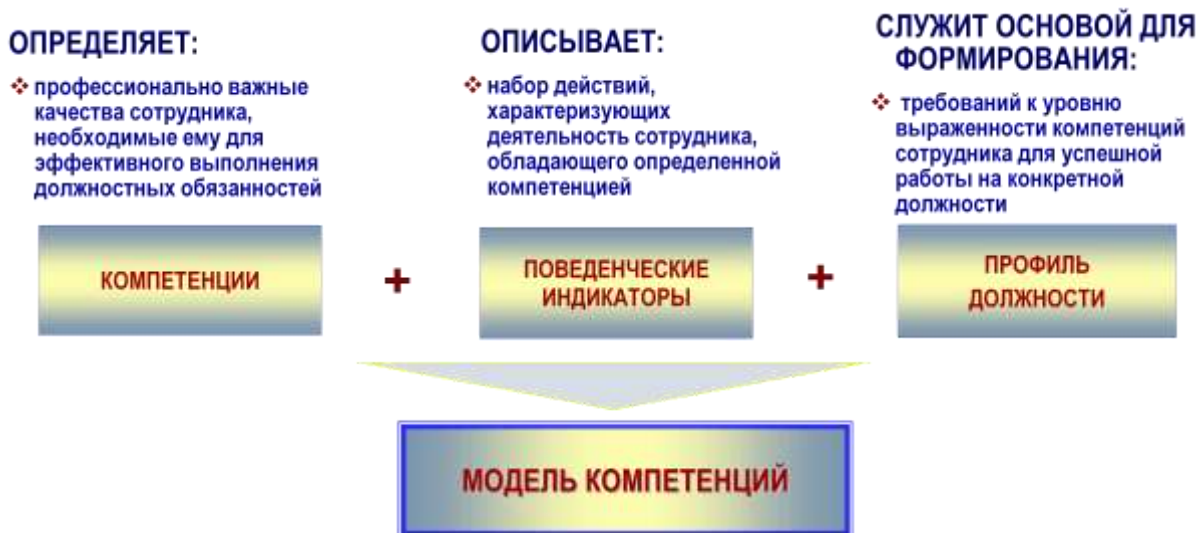 ОПРЕДЕЛЯЕТ:
профессионально важные
качества сотрудника,
необходимые ему для
эффективного выполнения
должностных обязанностей
КОМПЕТЕНЦИИ
+
ОПИСЫВАЕТ:
набор действий,
характеризующих
деятельность сотрудника,
обладающего определенной
компетенцией
ПОВЕДЕНЧЕСКИЕ
ИНДИКАТОРЫ
+
СЛУЖИТ ОСНОВОЙ ДЛЯ
ФОРМИРОВАНИЯ:
требований к уровню
выраженности компетенций
сотрудника для успешной
работы на конкретной
должности
ПРОФИЛЬ
ДОЛЖНОСТИ
МОДЕЛЬ КОМПЕТЕНЦИЙ